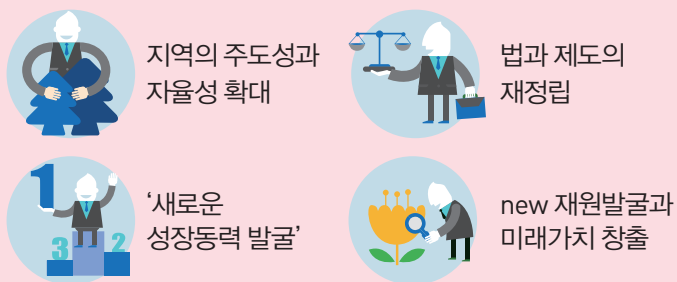 지역의 주도성과
자율성 확대
법과 제도의
재정립
1
3
2
‘새로운
성장동력 발굴’
new 재원발굴과
미래가치 창출